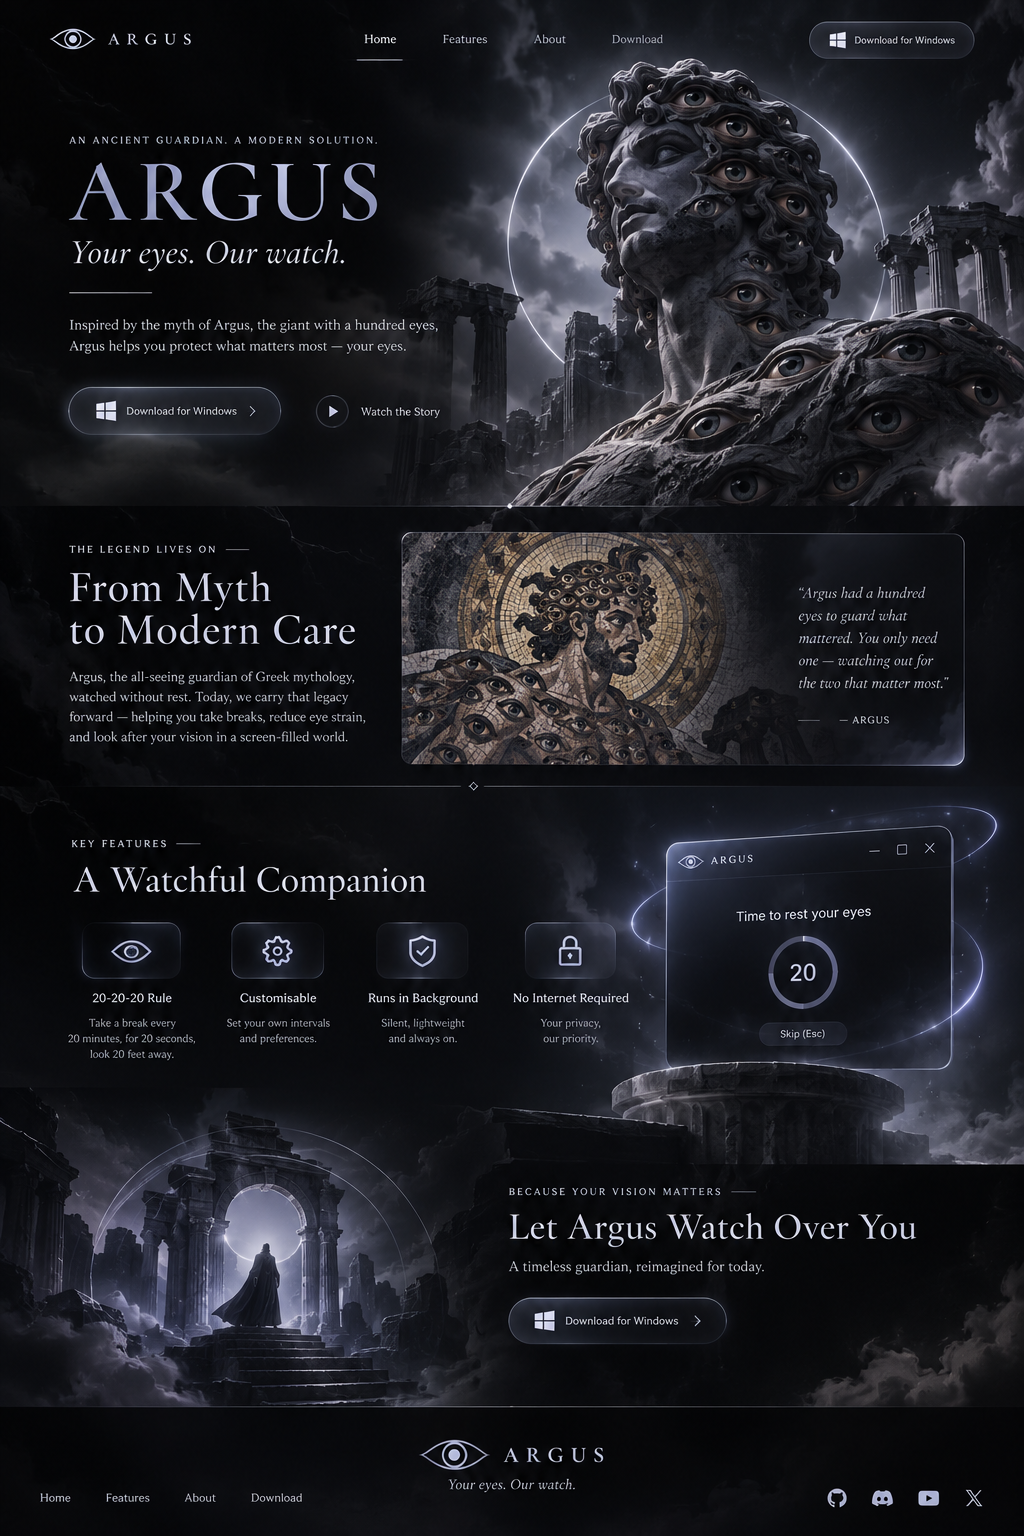 ARGUS
Home
Features
About
Download
Download for Windows
AN ANCIENT GUARDIAN. A MODERN SOLUTION.
ARGUS
Your eyes. Our watch.
Inspired by the myth of Argus, the giant with a hundred eyes,
Argus helps you protect what matters most — your eyes.
Download for Windows
Watch the Story
THE LEGEND LIVES ON
From Myth
to Modern Care
Argus, the all-seeing guardian of Greek mythology,
watched without rest. Today, we carry that legacy
forward — helping you take breaks, reduce eye strain,
and look after your vision in a screen-filled world.
“Argus had a hundred
eyes to guard what
mattered. You only need
one — watching out for
the two that matter most.”
— ARGUS
KEY FEATURES
A Watchful Companion
20-20-20 Rule
Take a break every
20 minutes, for 20 seconds,
look 20 feet away.
Customisable
Set your own intervals
and preferences.
Runs in Background
Silent, lightweight
and always on.
No Internet Required
Your privacy,
our priority.
ARGUS
Time to rest your eyes
20
Skip (Esc)
BECAUSE YOUR VISION MATTERS
Let Argus Watch Over You
A timeless guardian, reimagined for today.
Download for Windows
ARGUS
Your eyes. Our watch.
Home
Features
About
Download